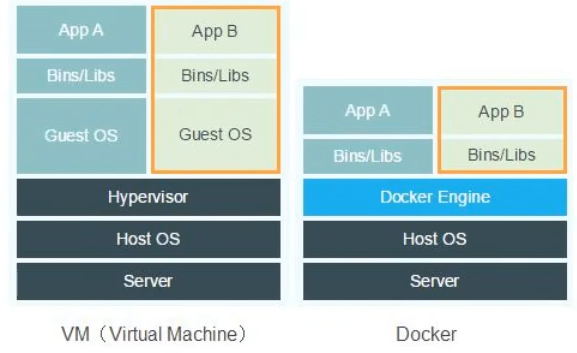 App A
App B
Bins/Libs
Bins/Libs
Guest OS
Guest OS
Hypervisor
Host OS
Server
VM（Virtual Machine）
App A
App B
Bins/Libs
Bins/Libs
Docker Engine
Host OS
Server
Docker